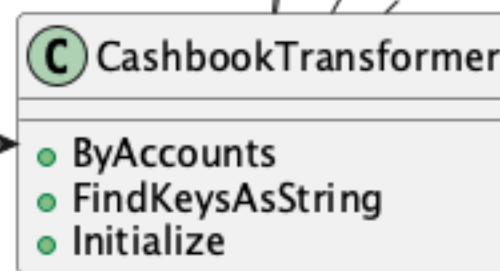 C CashbookTransformer
ByAccounts
FindKeysAsString
Initialize